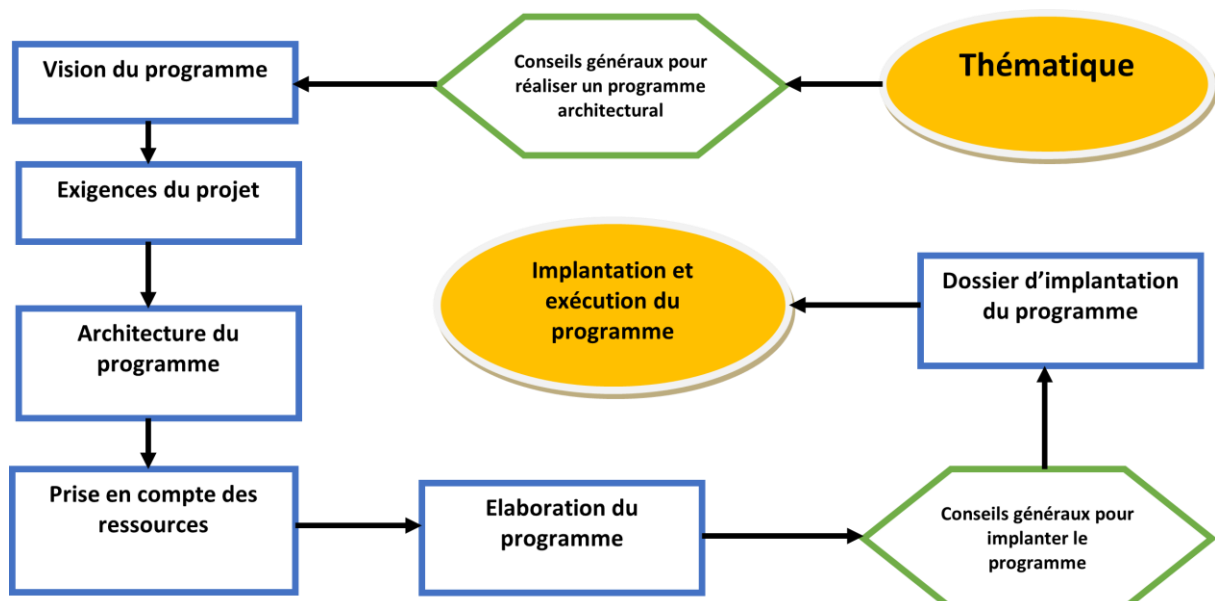 Thématique
Conseils généraux pour
réaliser un programme
architectural
Vision du programme
Exigences du projet
Architecture du
programme
Prise en compte des
ressources
Elaboration du
programme
Conseils généraux pour
implanter le
programme
Dossier d’implantation
du programme
Implantation et
exécution du
programme